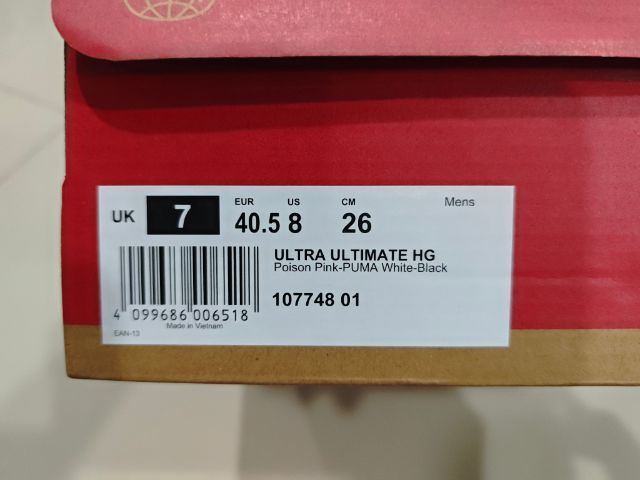 UK 7 EUR 40.5 US 8 CM 26 Mens
ULTRA ULTIMATE HG
Poison Pink-PUMA White-Black
107748 01
4 099686 006518
Made in Vietnam
EAN-13